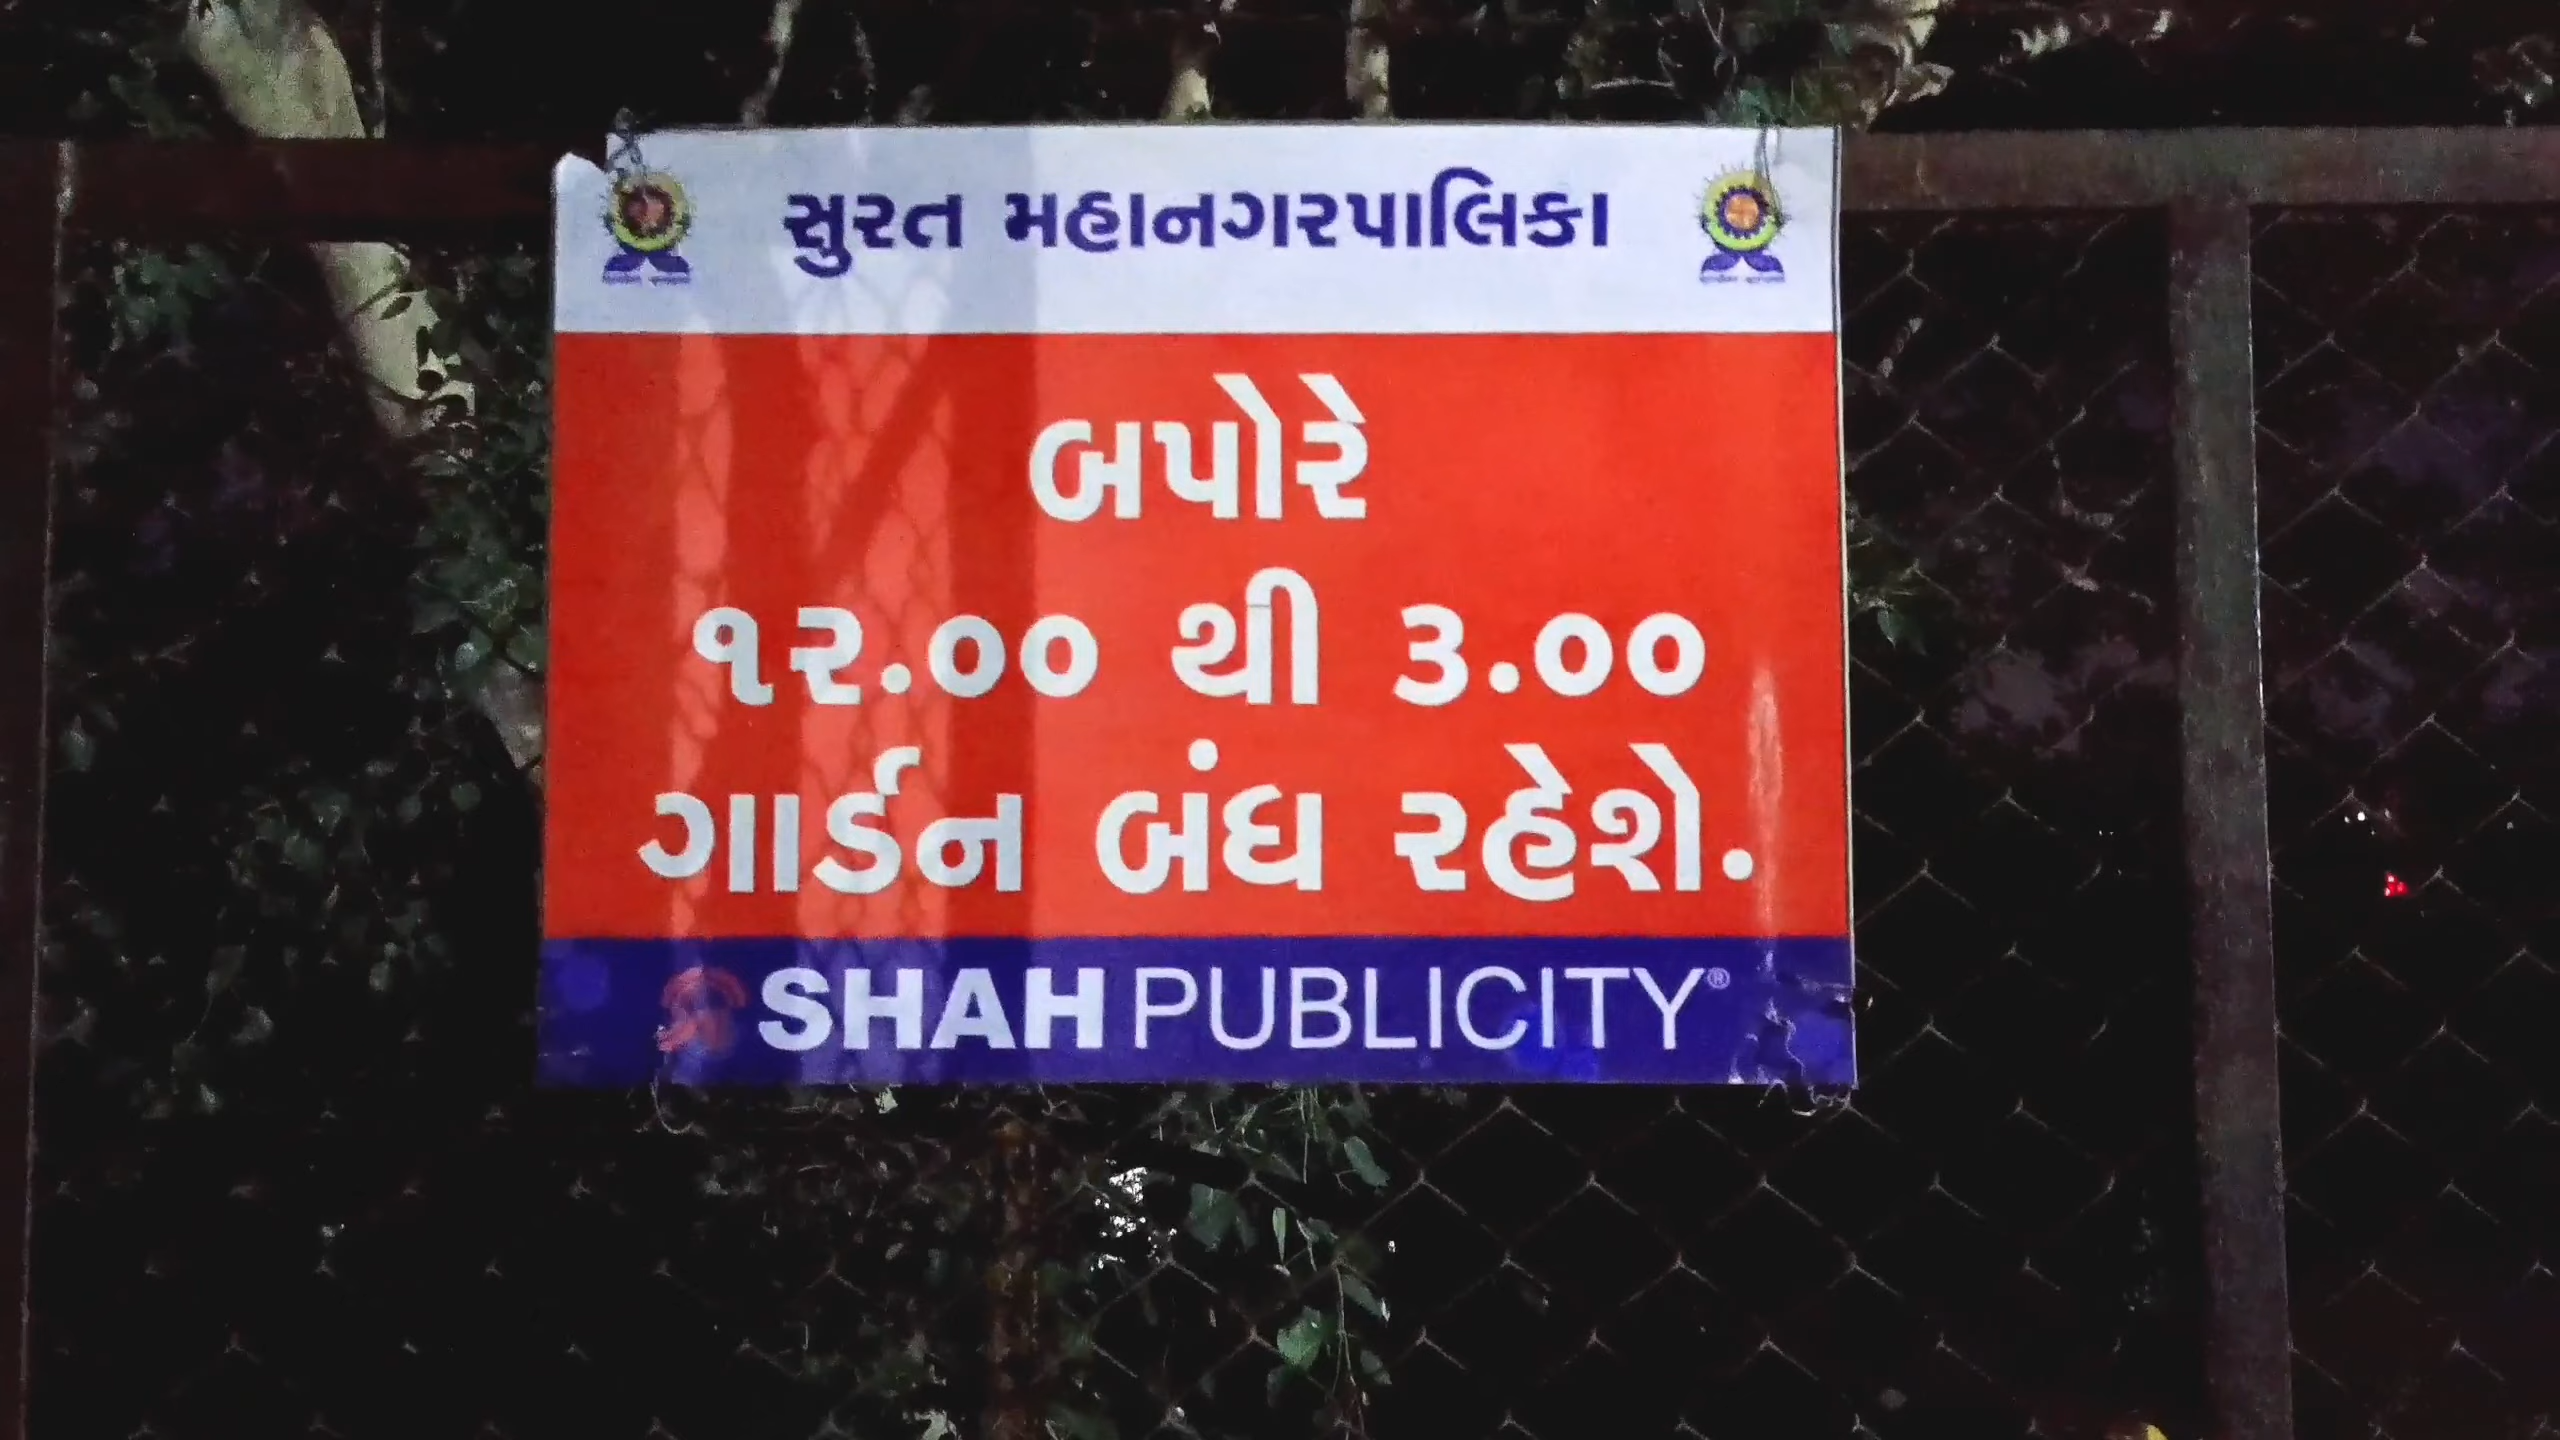 સુરત મહાનગરપાલિકા
બપોરે
૧૨.૦૦ થી ૩.૦૦
ગાર્ડન બંધ રહેશે.
SHAH PUBLICITY®